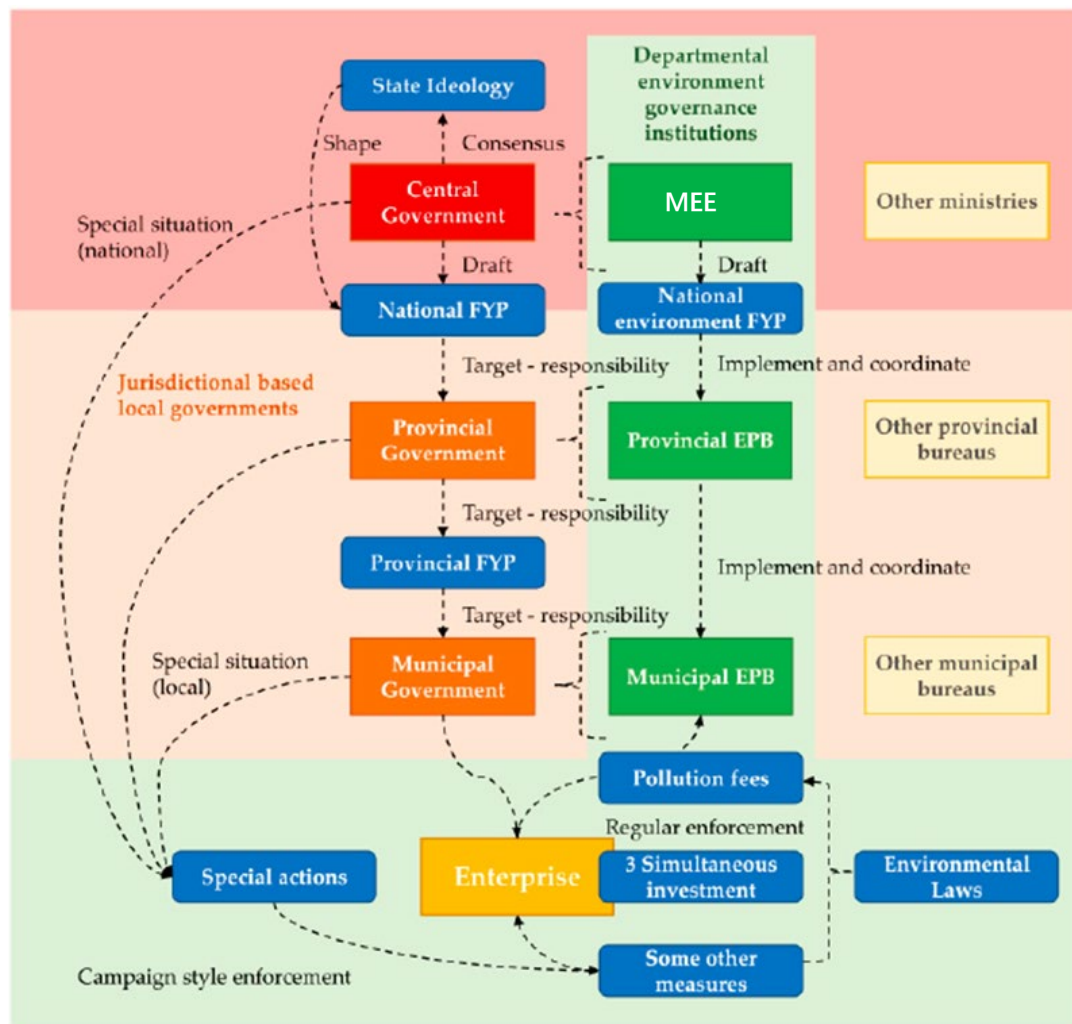 Departmental
environment
governance
institutions
State Ideology
Shape
Consensus
Central
Government
MEE
Other ministries
Special situation
(national)
Draft
Draft
National FYP
National
environment FYP
Target - responsibility
Implement and coordinate
Jurisdictional based
local governments
Provincial
Government
Provincial EPB
Other provincial
bureaus
Target - responsibility
Provincial FYP
Implement and coordinate
Target - responsibility
Special situation
(local)
Municipal
Government
Municipal EPB
Other municipal
bureaus
Pollution fees
Regular enforcement
Special actions
Enterprise
3 Simultaneous
investment
Environmental
Laws
Campaign style enforcement
Some other
measures